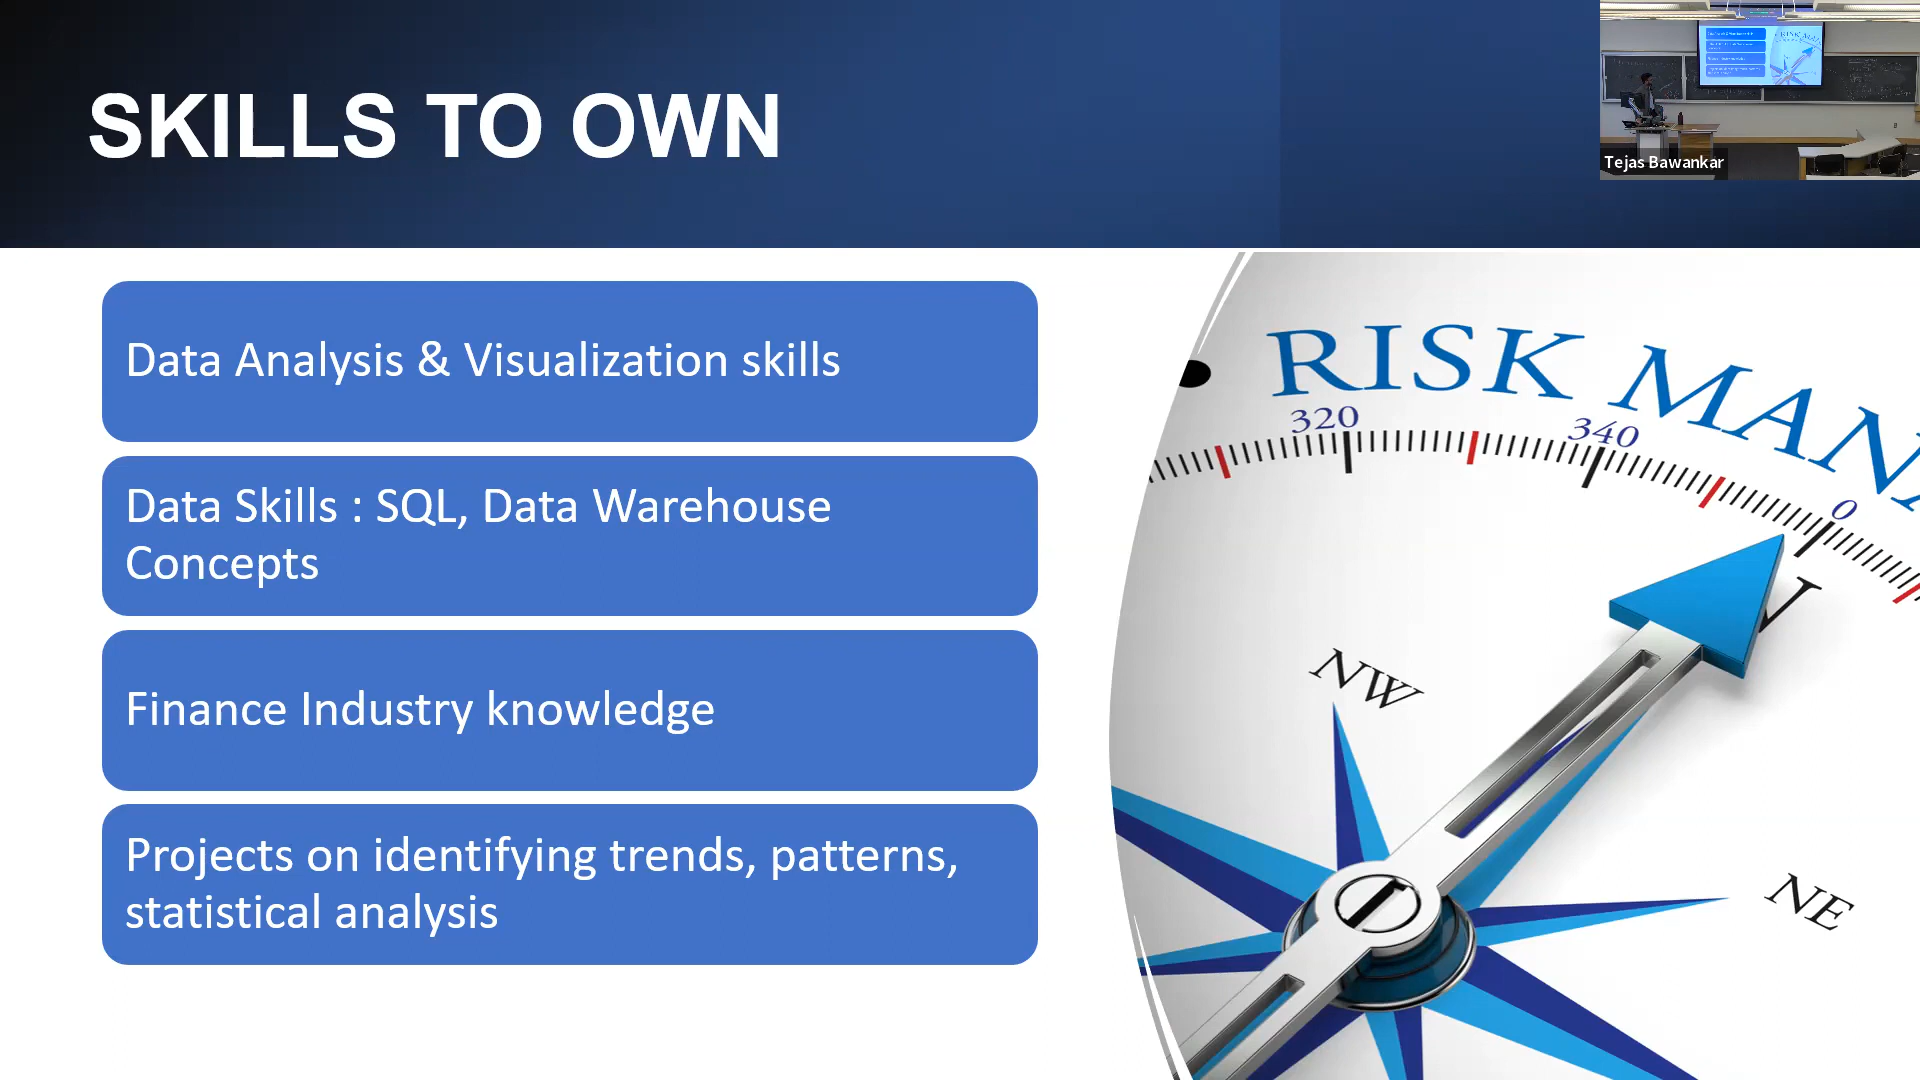 SKILLS TO OWN
Tejas Bawankar
Data Analysis & Visualization skills
Data Skills : SQL, Data Warehouse
Concepts
Finance Industry knowledge
Projects on identifying trends, patterns,
statistical analysis
RISK MANA
320
340
0
N
NW
NE